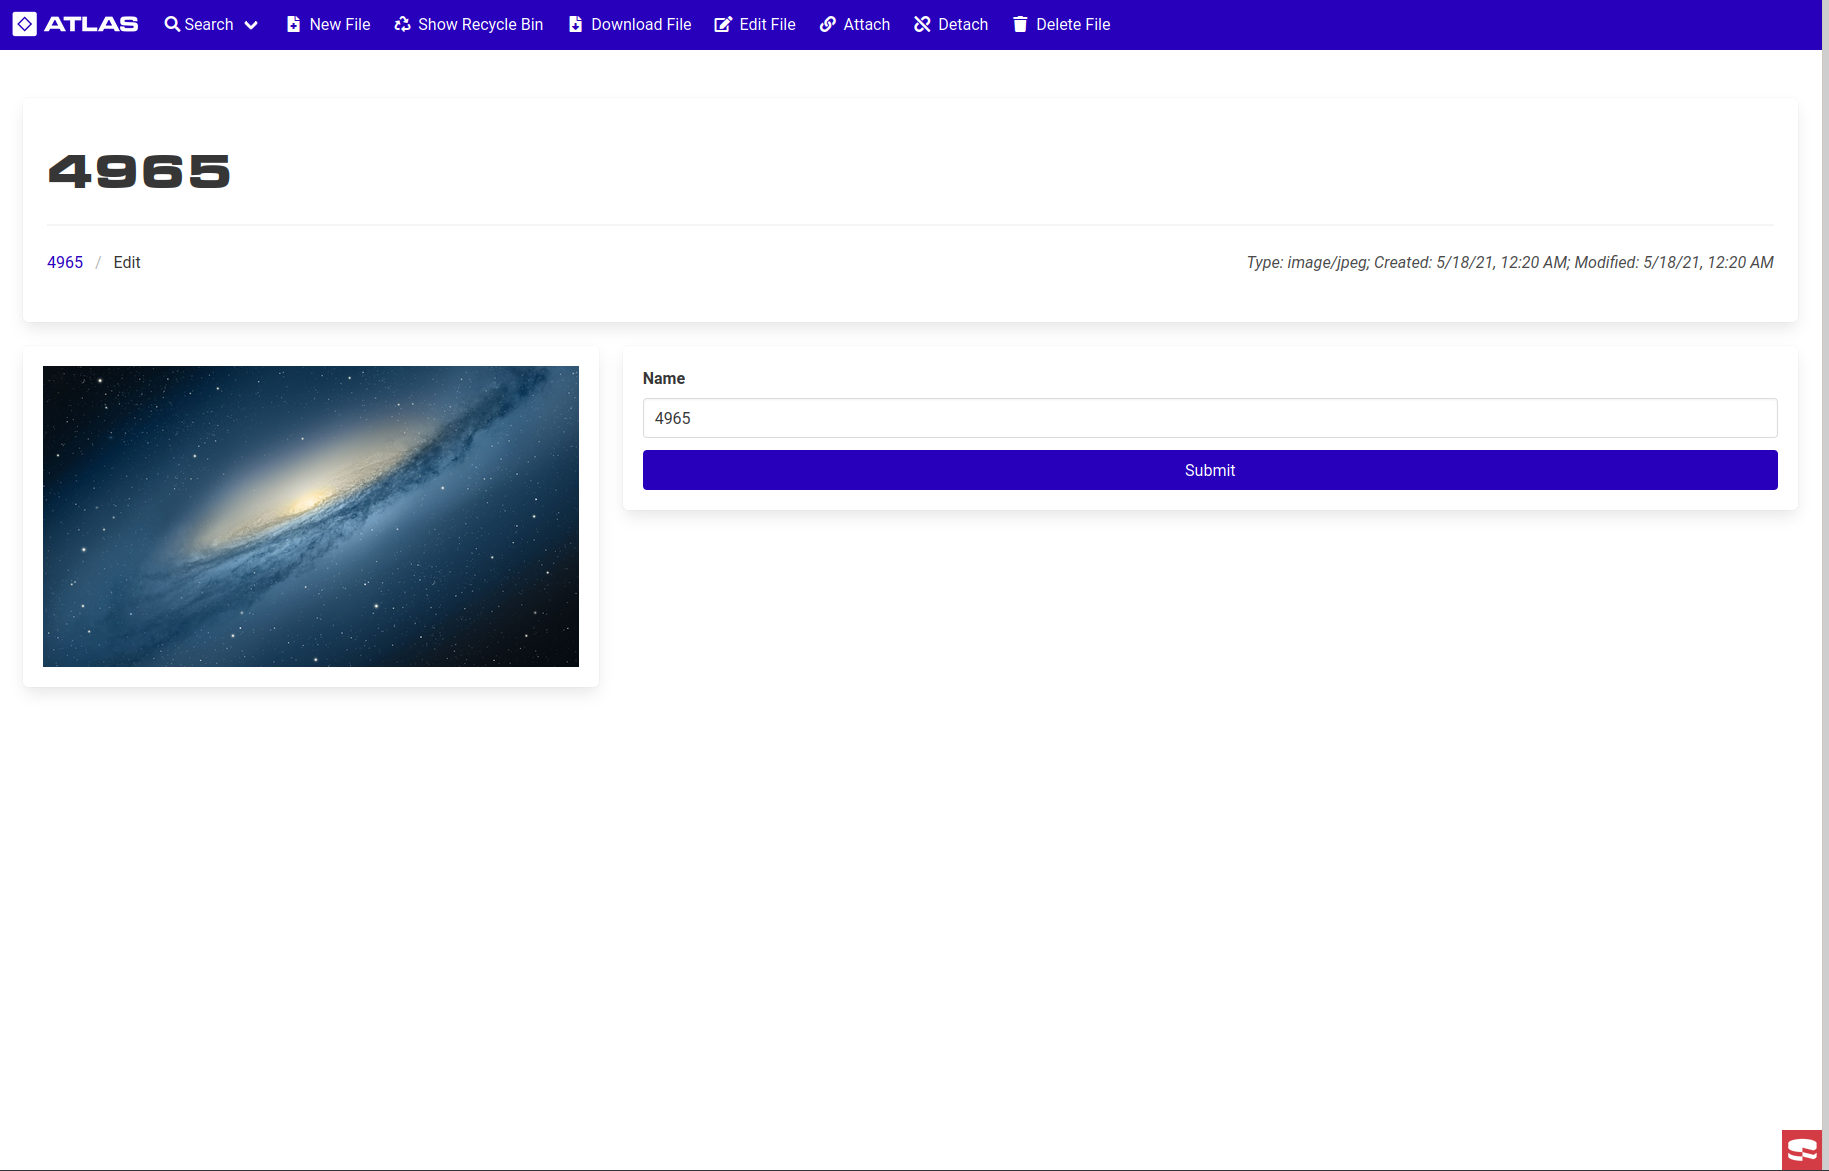 ATLAS Search New File Show Recycle Bin Download File Edit File Attach Detach Delete File
4965
4965 / Edit
Type: image/jpeg; Created: 5/18/21, 12:20 AM; Modified: 5/18/21, 12:20 AM
Name
4965
Submit